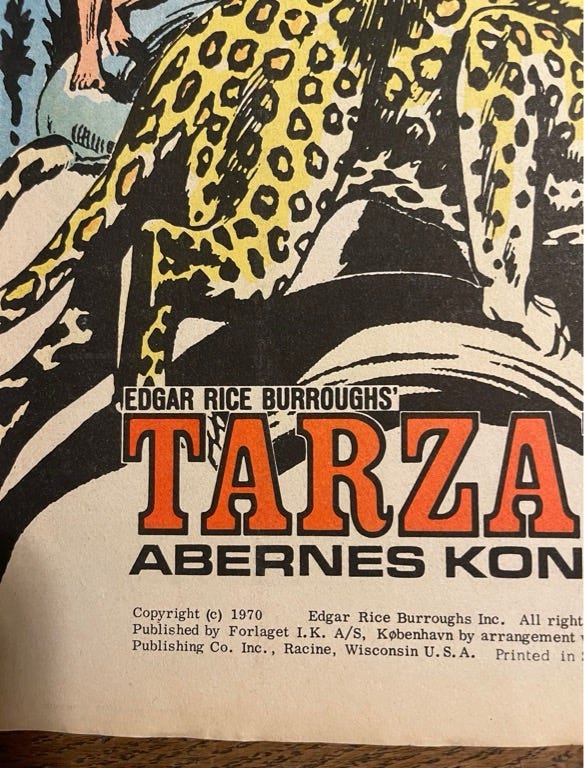 EDGAR RICE BURROUGHS'
TARZA
ABERNES KON
Copyright (c) 1970 Edgar Rice Burroughs Inc. All right
Published by Forlaget I.K. A/S, København by arrangement
Publishing Co. Inc., Racine, Wisconsin U.S.A. Printed in